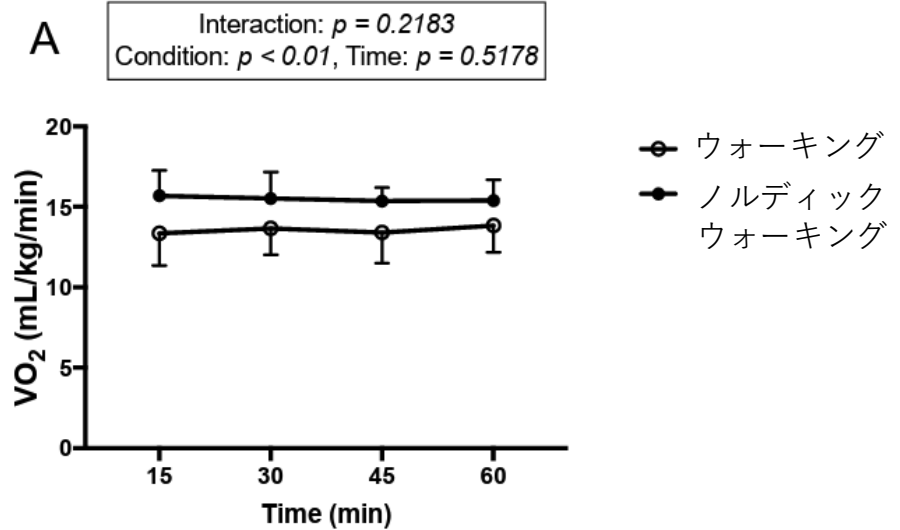 A
Interaction: p = 0.2183
Condition: p < 0.01, Time: p = 0.5178
20
15
10
5
0
VO₂ (mL/kg/min)
15 30 45 60
Time (min)
ウォーキング
ノルディック
ウォーキング